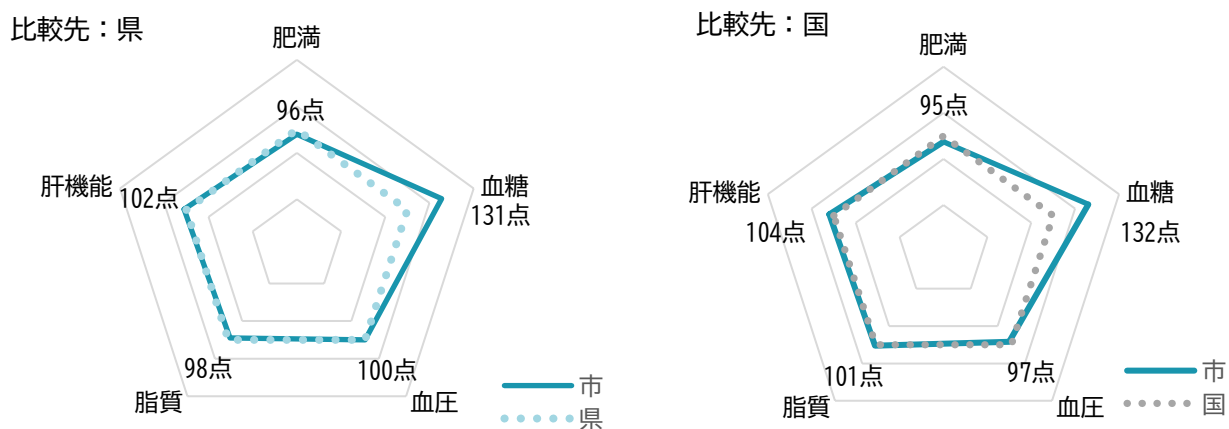 比較先：県
肥満
96点
血糖
131点
肝機能
102点
98点
脂質
100点
血圧
市
県
比較先：国
肥満
95点
血糖
132点
肝機能
104点
101点
脂質
97点
血圧
市
国